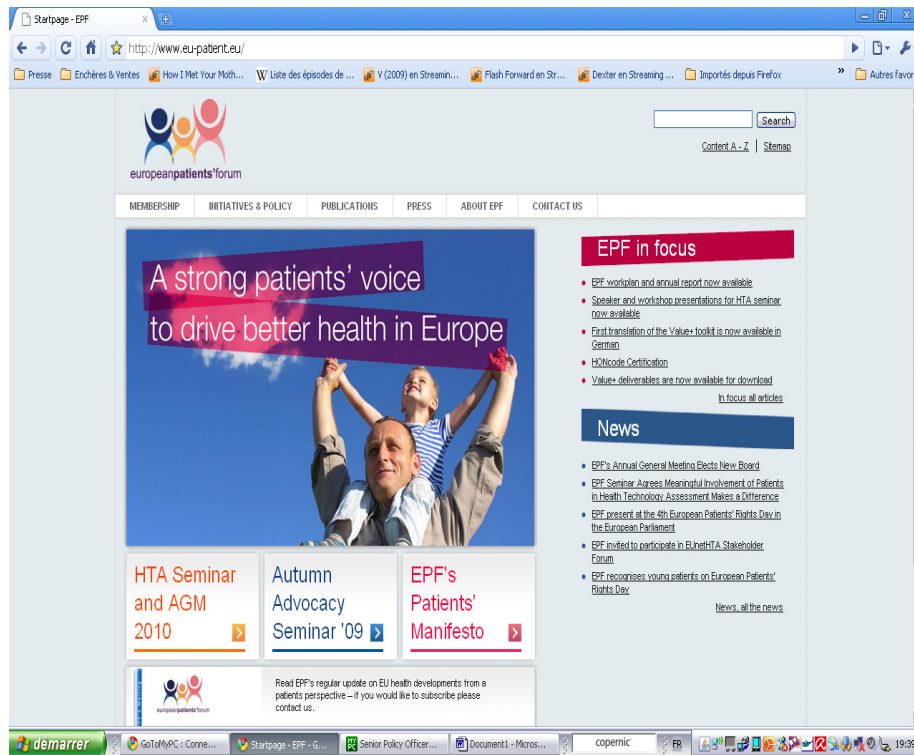 Startpage - EPF
http://www.eu-patient.eu/
Presse Enchères & Ventes How I Met Your Moth... Liste des épisodes de ... V (2009) en Streamin... Flash Forward en Str... Dexter en Streaming ... Importés depuis Firefox » Autres favor
europeanpatients'forum
Search
Content A - Z | Sitemap
MEMBERSHIP INITIATIVES & POLICY PUBLICATIONS PRESS ABOUT EPF CONTACT US
A strong patients' voice
to drive better health in Europe
EPF in focus
EPF workplan and annual report now available
Speaker and workshop presentations for HTA seminar
now available
First translation of the Value+ toolkit is now available in
German
HONcode Certification
Value+ deliverables are now available for download
In focus all articles
News
EPF's Annual General Meeting Elects New Board
EPF Seminar Agrees Meaningful Involvement of Patients
in Health Technology Assessment Makes a Difference
EPF present at the 4th European Patients' Rights Day in
the European Parliament
EPF invited to participate in EUnetHTA Stakeholder
Forum
EPF recognises young patients on European Patients'
Rights Day
News, all the news
HTA Seminar
and AGM
2010
Autumn
Advocacy
Seminar '09
EPF's
Patients'
Manifesto
europeanpatients'forum
Read EPF's regular update on EU health developments from a
patients perspective – if you would like to subscribe please
contact us.
démarrer GoToMyPC : Conne... Startpage - EPF - G... Senior Policy Officer... Document1 - Micros... copernic FR 19:38